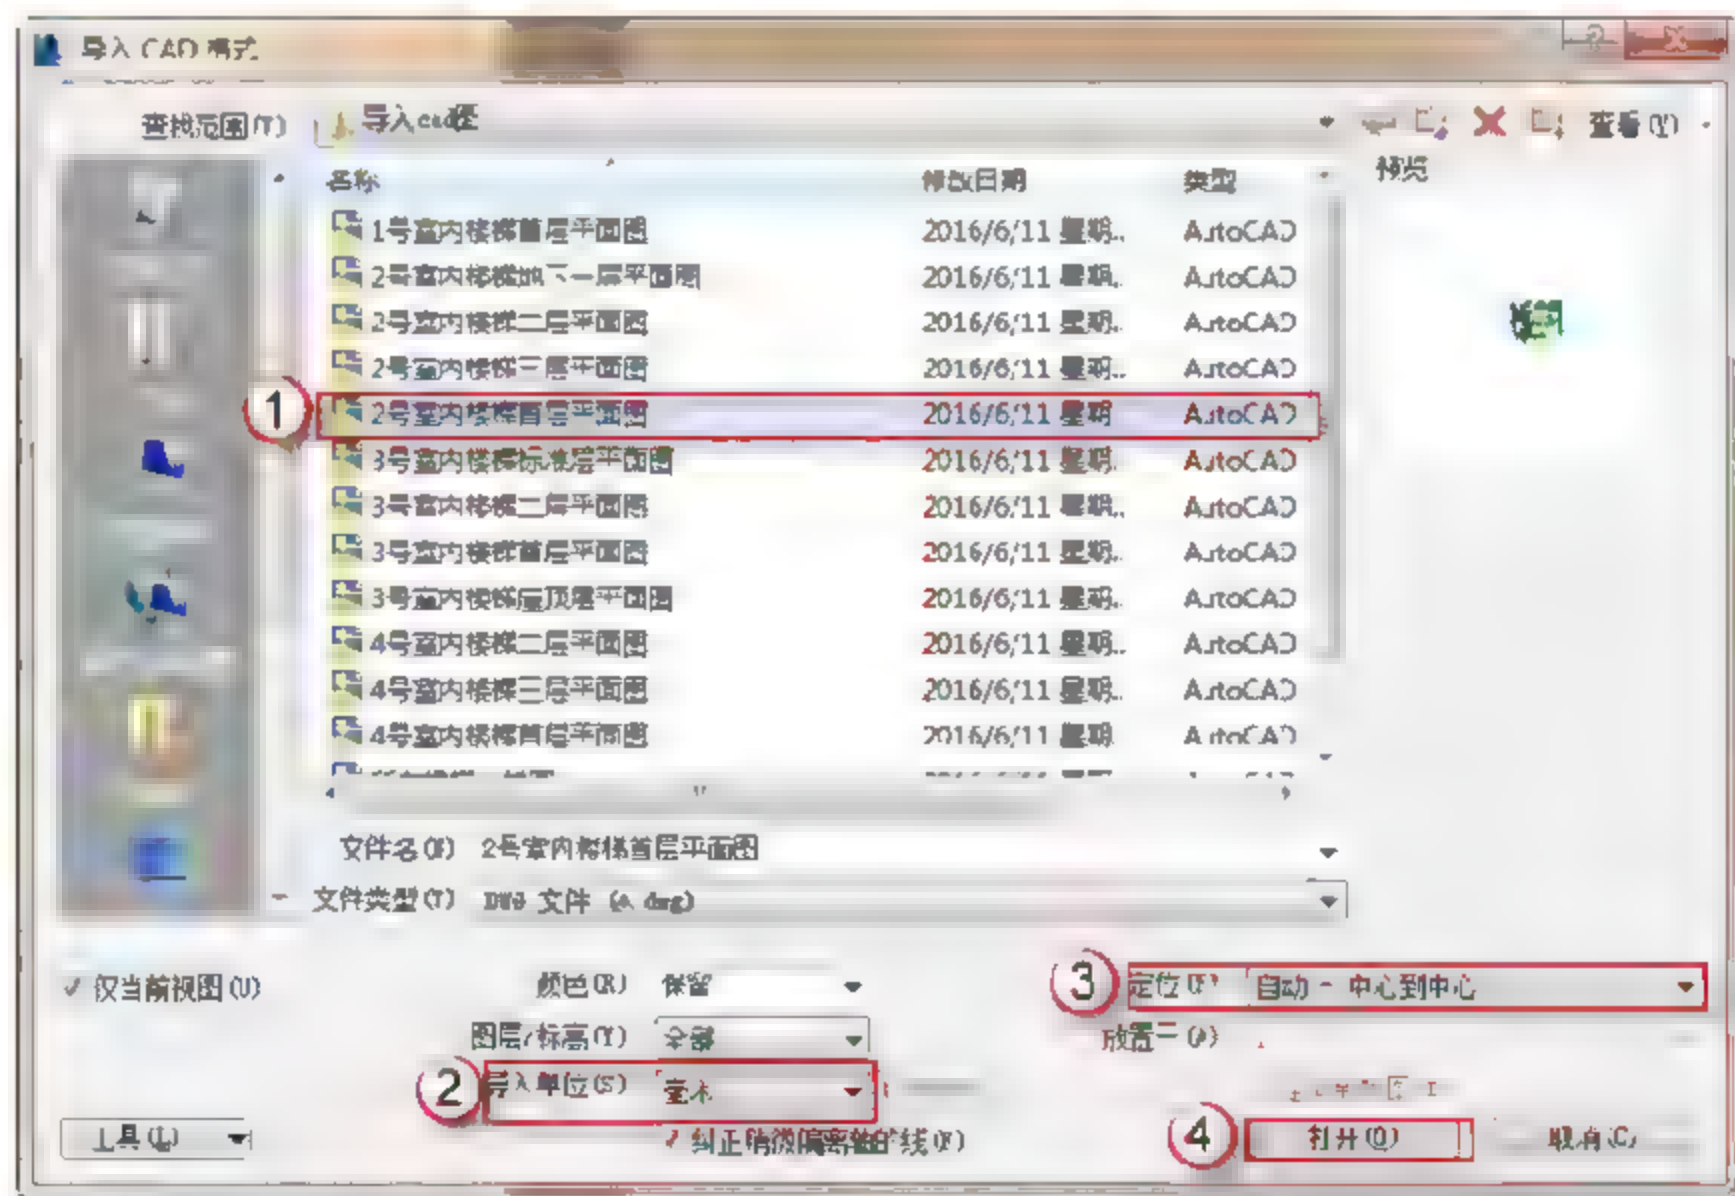 导入 CAD 格式
查找范围(T) 导入cad图 查看(V)
名称 修改日期 类型 预览
1号室内楼梯首层平面图 2016/6/11 星期.. AutoCAD
2号室内楼梯地下一层平面图 2016/6/11 星期.. AutoCAD
2号室内楼梯二层平面图 2016/6/11 星期.. AutoCAD
2号室内楼梯三层平面图 2016/6/11 星期.. AutoCAD
1 2号室内楼梯首层平面图 2016/6/11 星期 AutoCAD
3号室内楼梯标准层平面图 2016/6/11 星期.. AutoCAD
3号室内楼梯二层平面图 2016/6/11 星期.. AutoCAD
3号室内楼梯首层平面图 2016/6/11 星期.. AutoCAD
3号室内楼梯屋顶层平面图 2016/6/11 星期.. AutoCAD
4号室内楼梯二层平面图 2016/6/11 星期.. AutoCAD
4号室内楼梯三层平面图 2016/6/11 星期.. AutoCAD
4号室内楼梯首层平面图 2016/6/11 星期 AutoCAD
文件名(N) 2号室内楼梯首层平面图
文件类型(T) DWG 文件 (*.dwg)
仅当前视图(U) 颜色(R) 保留 3 定位(P) 自动 - 中心到中心
图层/标高(Y) 全部 放置于(A)
2 导入单位(S) 毫米
工具(L) 纠正稍微偏离轴的线(F) 4 打开(O) 取消(C)